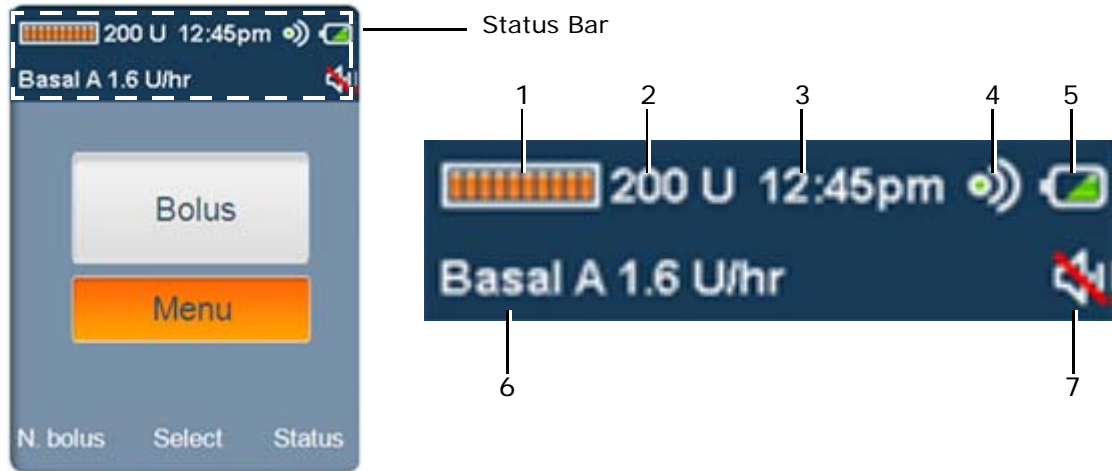 200 U 12:45pm
Basal A 1.6 U/hr
Status Bar
Bolus
Menu
N. bolus Select Status
1 2 3 4 5
200 U 12:45pm
Basal A 1.6 U/hr
6 7